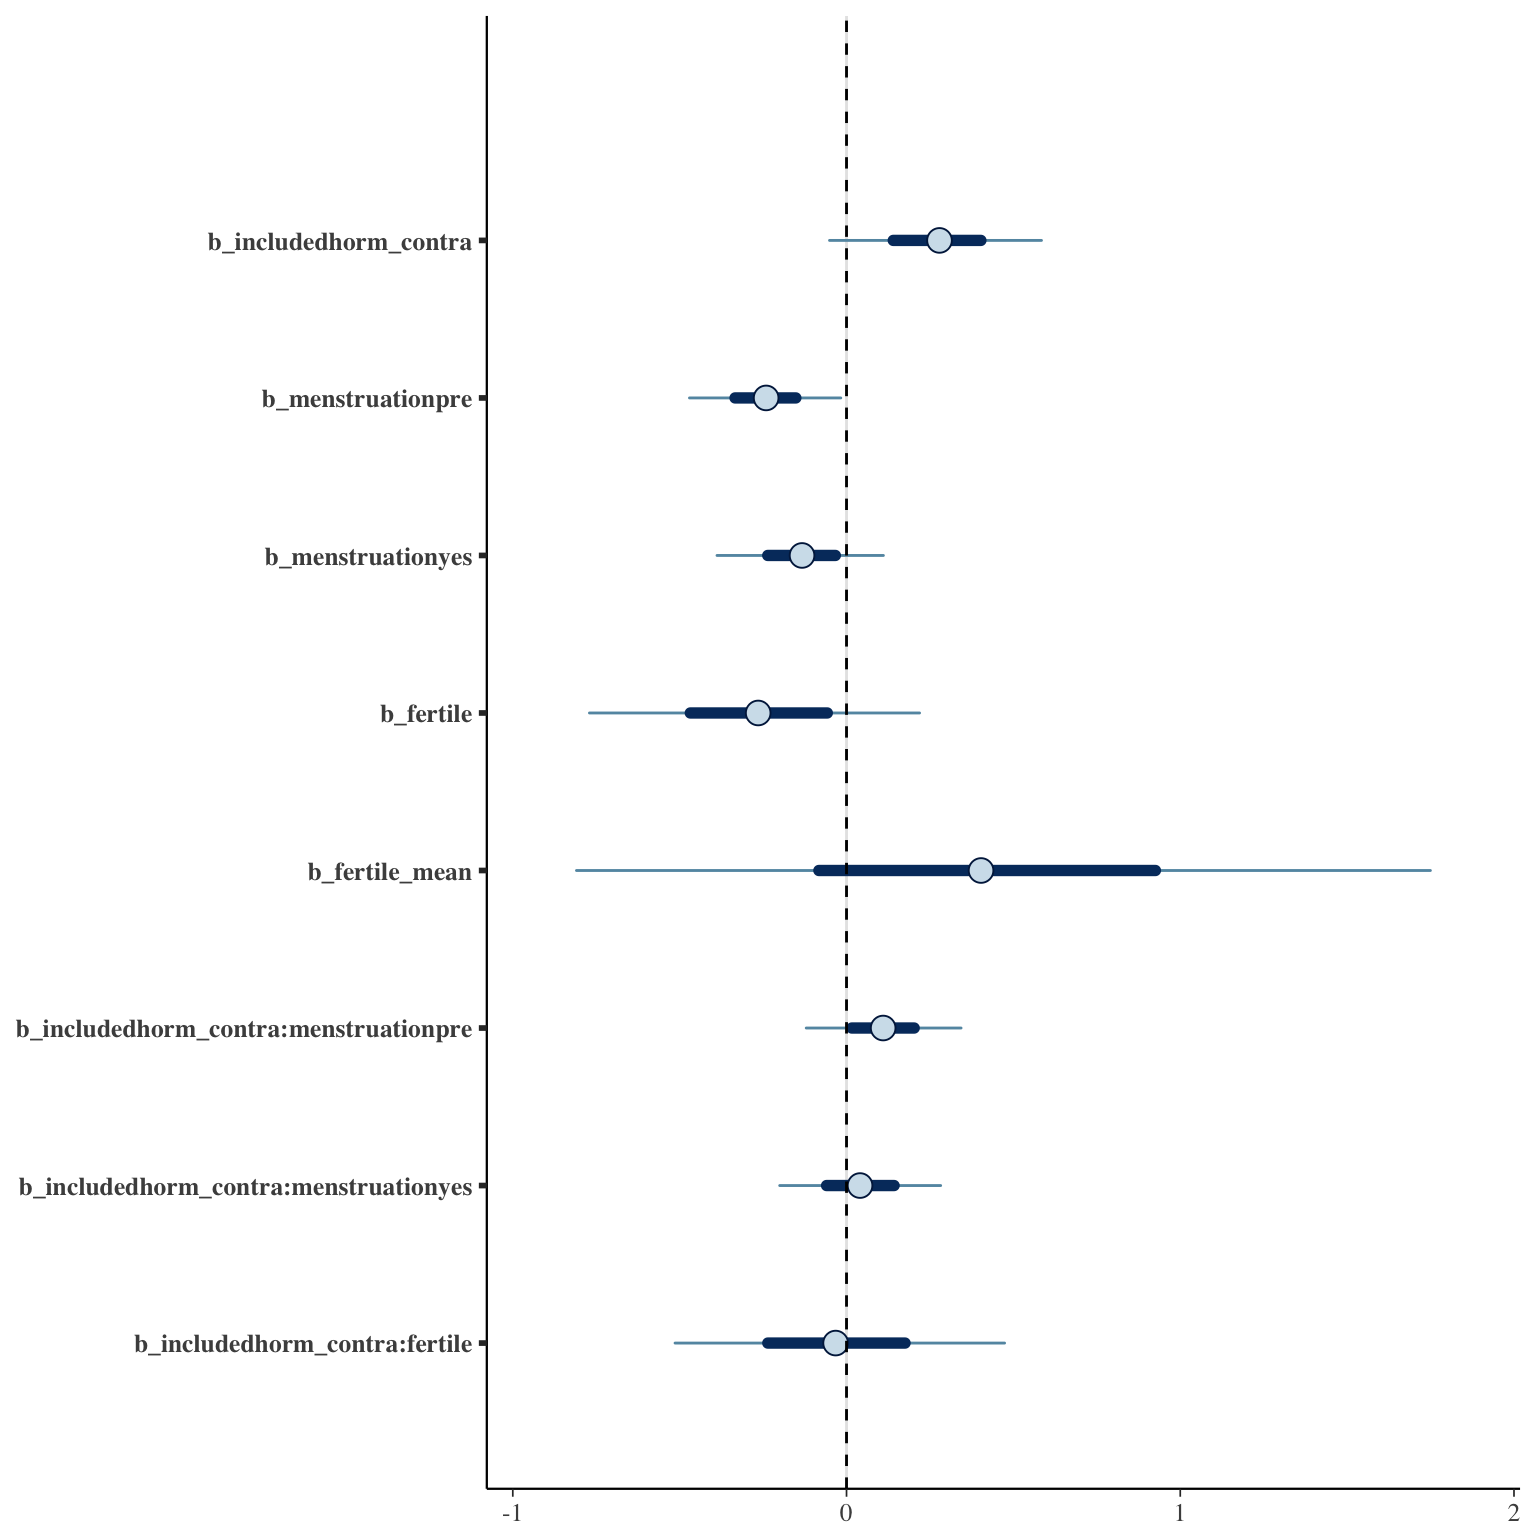 b_includedhorm_contra
b_menstruationpre
b_menstruationyes
b_fertile
b_fertile_mean
b_includedhorm_contra:menstruationpre
b_includedhorm_contra:menstruationyes
b_includedhorm_contra:fertile
-1 0 1 2